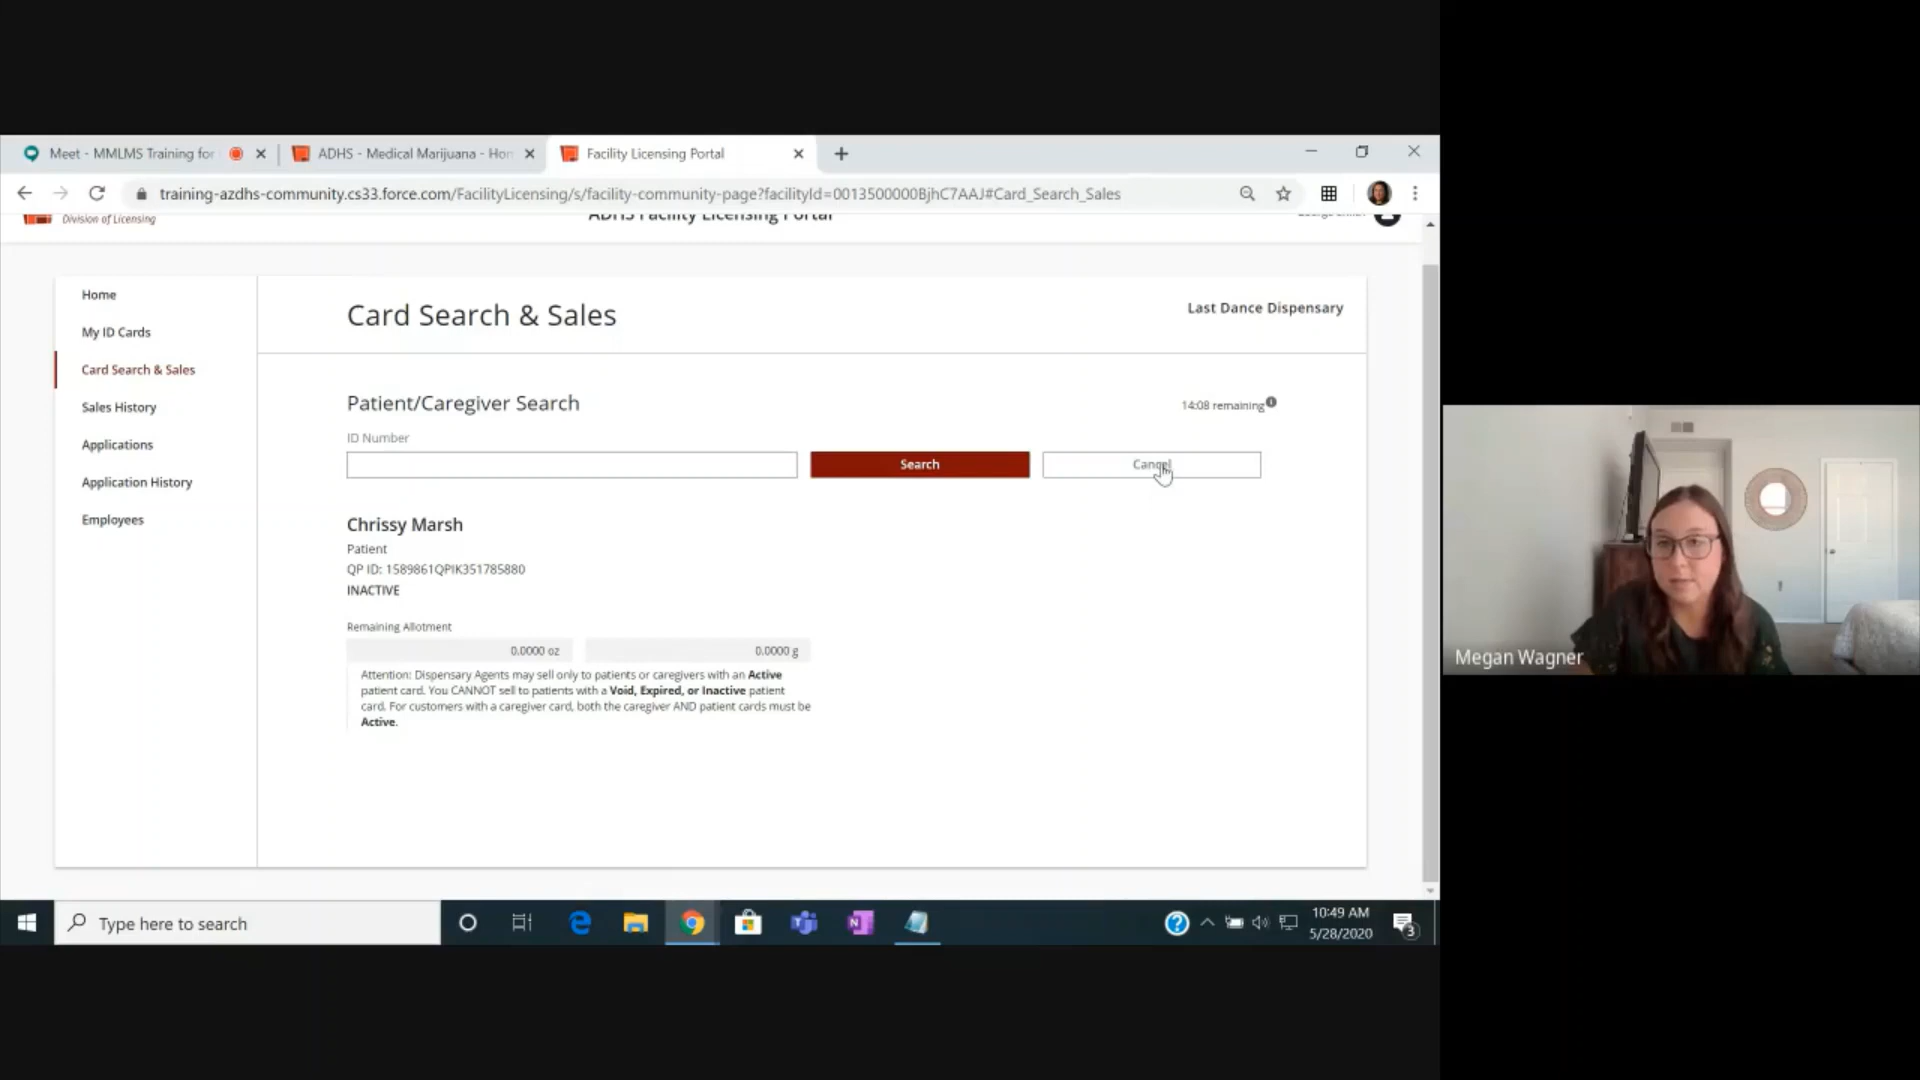 Meet - MMLMS Training for
ADHS - Medical Marijuana - Hom
Facility Licensing Portal
training-azdhs-community.cs33.force.com/FacilityLicensing/s/facility-community-page?facilityId=0013500000BjhC7AAJ#Card_Search_Sales
Division of Licensing
ADHS Facility Licensing Portal
Home
My ID Cards
Card Search & Sales
Sales History
Applications
Application History
Employees
Card Search & Sales
Last Dance Dispensary
Patient/Caregiver Search
14:08 remaining
ID Number
Search
Cancel
Chrissy Marsh
Patient
QP ID: 1589861QPIK351785880
INACTIVE
Remaining Allotment
0.0000 oz
0.0000 g
Attention: Dispensary Agents may sell only to patients or caregivers with an Active
patient card. You CANNOT sell to patients with a Void, Expired, or Inactive patient
card. For customers with a caregiver card, both the caregiver AND patient cards must be
Active.
Megan Wagner
Type here to search
10:49 AM
5/28/2020
3